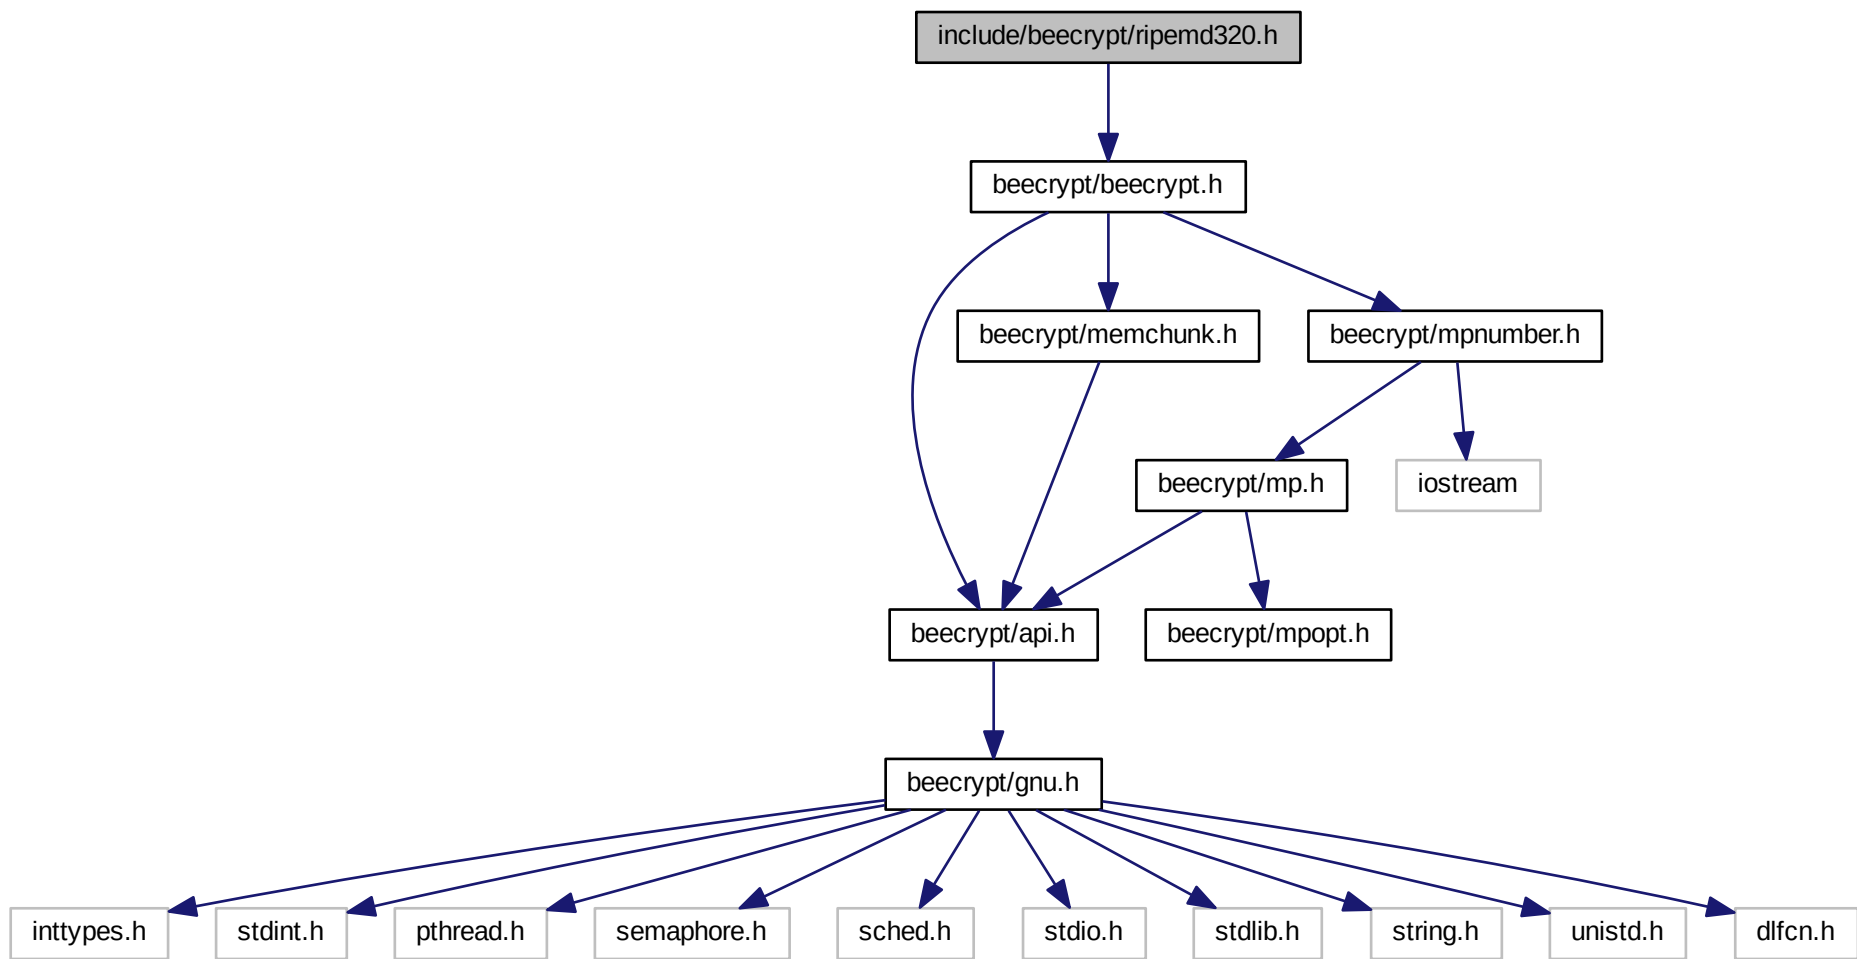 include/beecrypt/ripemd320.h
beecrypt/beecrypt.h
beecrypt/memchunk.h
beecrypt/mpnumber.h
beecrypt/mp.h
iostream
beecrypt/api.h
beecrypt/mpopt.h
beecrypt/gnu.h
inttypes.h
stdint.h
pthread.h
semaphore.h
sched.h
stdio.h
stdlib.h
string.h
unistd.h
dlfcn.h